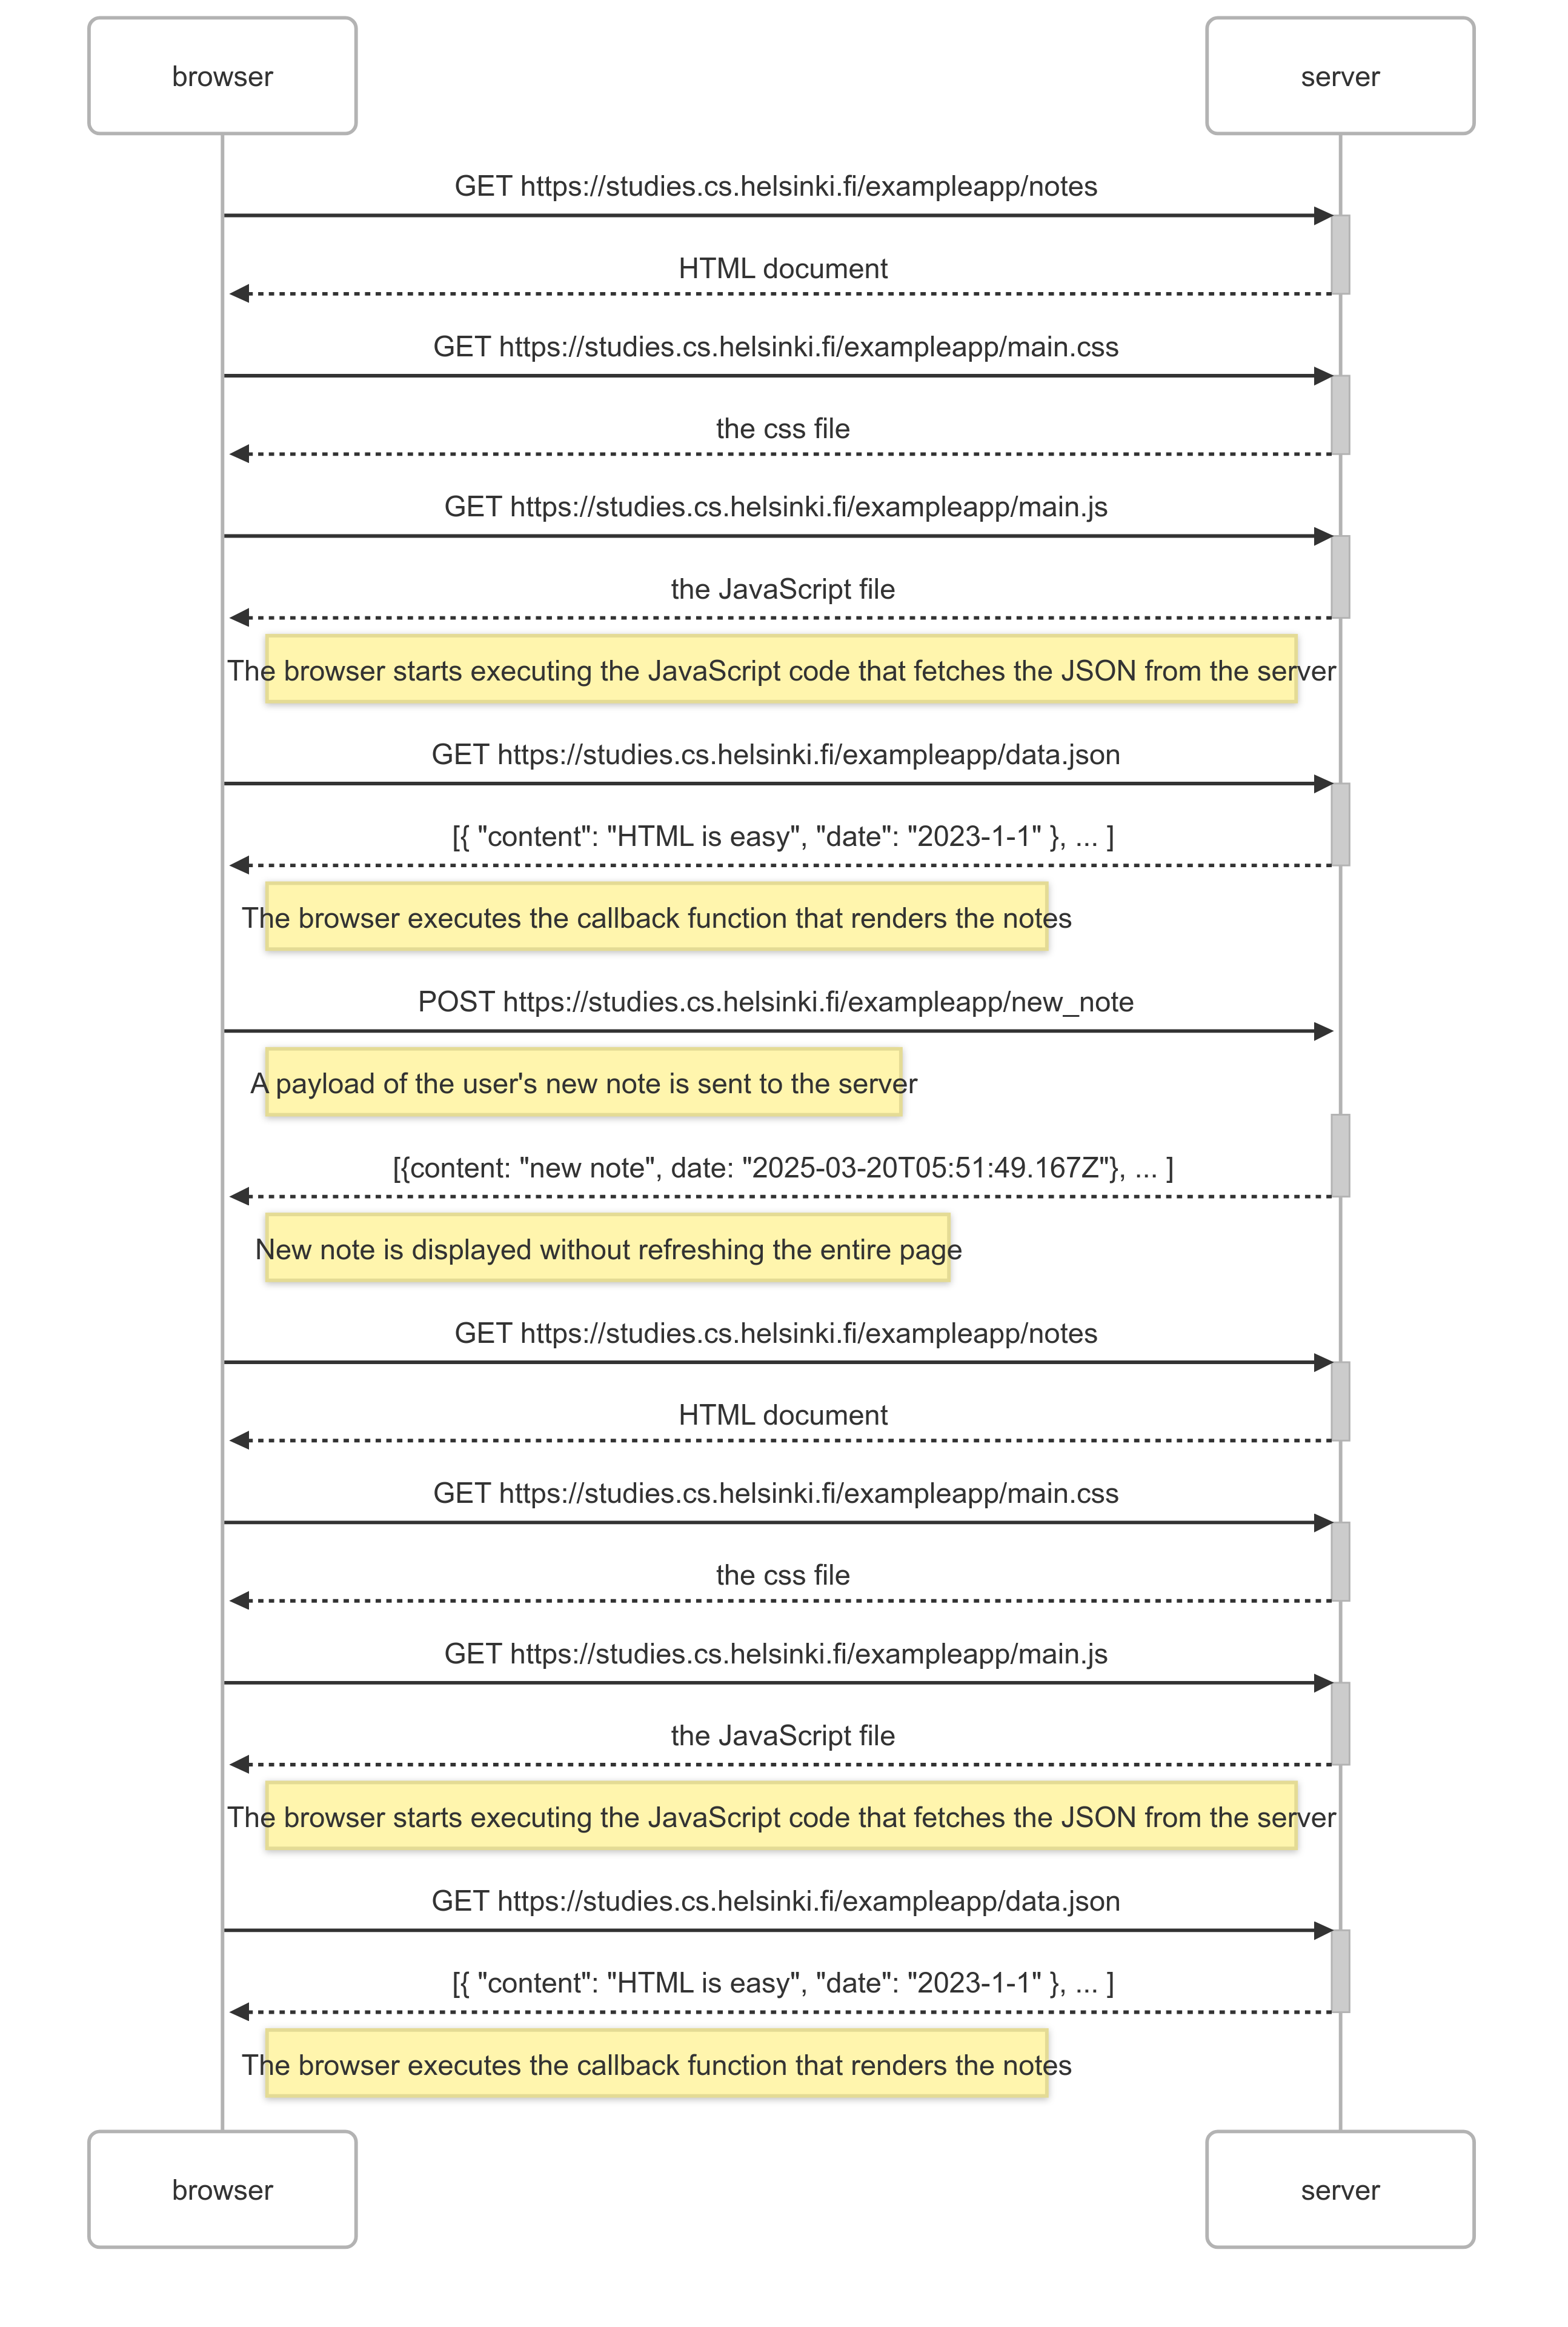 browser
server
GET https://studies.cs.helsinki.fi/exampleapp/notes
HTML document
GET https://studies.cs.helsinki.fi/exampleapp/main.css
the css file
GET https://studies.cs.helsinki.fi/exampleapp/main.js
the JavaScript file
The browser starts executing the JavaScript code that fetches the JSON from the server
GET https://studies.cs.helsinki.fi/exampleapp/data.json
[{ "content": "HTML is easy", "date": "2023-1-1" }, ... ]
The browser executes the callback function that renders the notes
POST https://studies.cs.helsinki.fi/exampleapp/new_note
A payload of the user's new note is sent to the server
[{content: "new note", date: "2025-03-20T05:51:49.167Z"}, ... ]
New note is displayed without refreshing the entire page
GET https://studies.cs.helsinki.fi/exampleapp/notes
HTML document
GET https://studies.cs.helsinki.fi/exampleapp/main.css
the css file
GET https://studies.cs.helsinki.fi/exampleapp/main.js
the JavaScript file
The browser starts executing the JavaScript code that fetches the JSON from the server
GET https://studies.cs.helsinki.fi/exampleapp/data.json
[{ "content": "HTML is easy", "date": "2023-1-1" }, ... ]
The browser executes the callback function that renders the notes
browser
server